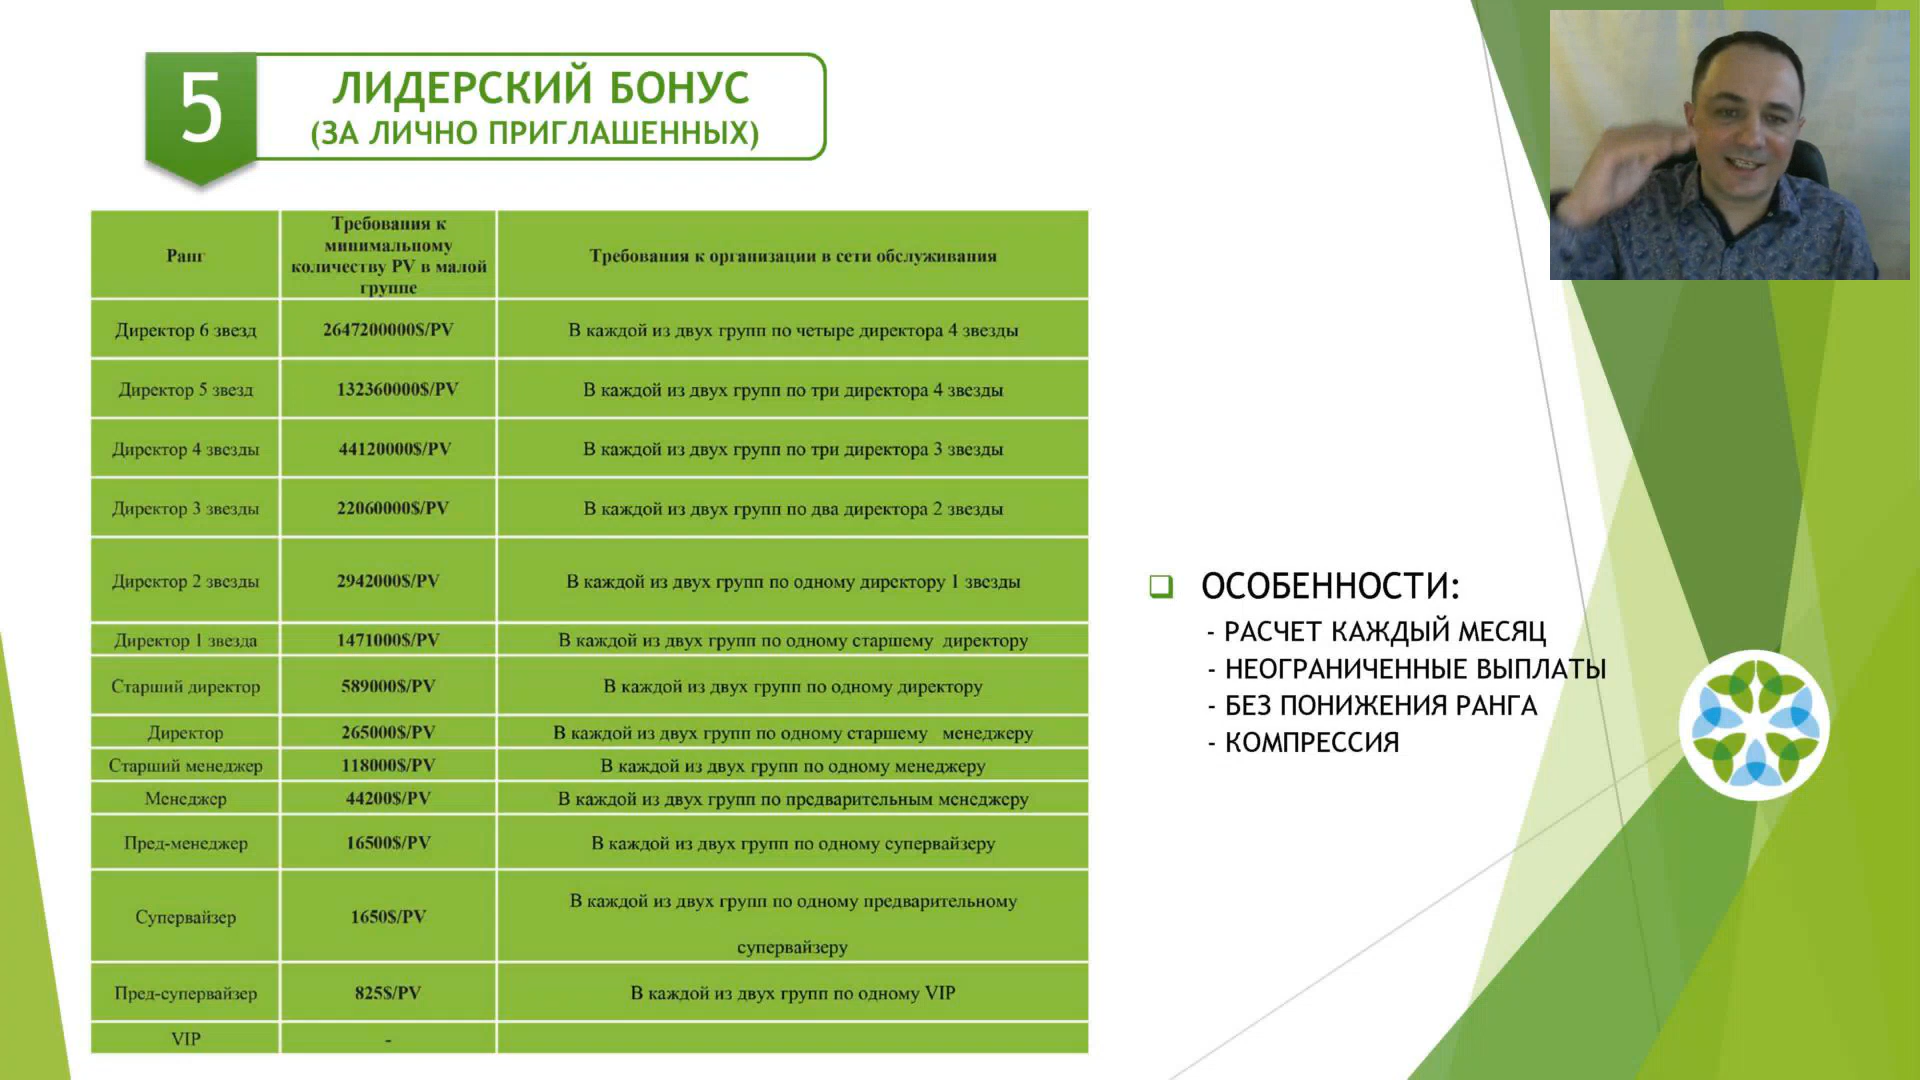 5
ЛИДЕРСКИЙ БОНУС
(ЗА ЛИЧНО ПРИГЛАШЕННЫХ)
Ранг
Требования к
минимальному
количеству PV в малой
группе
Требования к организации в сети обслуживания
Директор 6 звезд 2647200000$/PV В каждой из двух групп по четыре директора 4 звезды
Директор 5 звезд 132360000$/PV В каждой из двух групп по три директора 4 звезды
Директор 4 звезды 44120000$/PV В каждой из двух групп по три директора 3 звезды
Директор 3 звезды 22060000$/PV В каждой из двух групп по два директора 2 звезды
Директор 2 звезды 2942000$/PV В каждой из двух групп по одному директору 1 звезды
Директор 1 звезда 1471000$/PV В каждой из двух групп по одному старшему директору
Старший директор 589000$/PV В каждой из двух групп по одному директору
Директор 265000$/PV В каждой из двух групп по одному старшему менеджеру
Старший менеджер 118000$/PV В каждой из двух групп по одному менеджеру
Менеджер 44200$/PV В каждой из двух групп по предварительным менеджеру
Пред-менеджер 16500$/PV В каждой из двух групп по одному супервайзеру
Супервайзер 1650$/PV В каждой из двух групп по одному предварительному
супервайзеру
Пред-супервайзер 825$/PV В каждой из двух групп по одному VIP
VIP -
ОСОБЕННОСТИ:
- РАСЧЕТ КАЖДЫЙ МЕСЯЦ
- НЕОГРАНИЧЕННЫЕ ВЫПЛАТЫ
- БЕЗ ПОНИЖЕНИЯ РАНГА
- КОМПРЕССИЯ